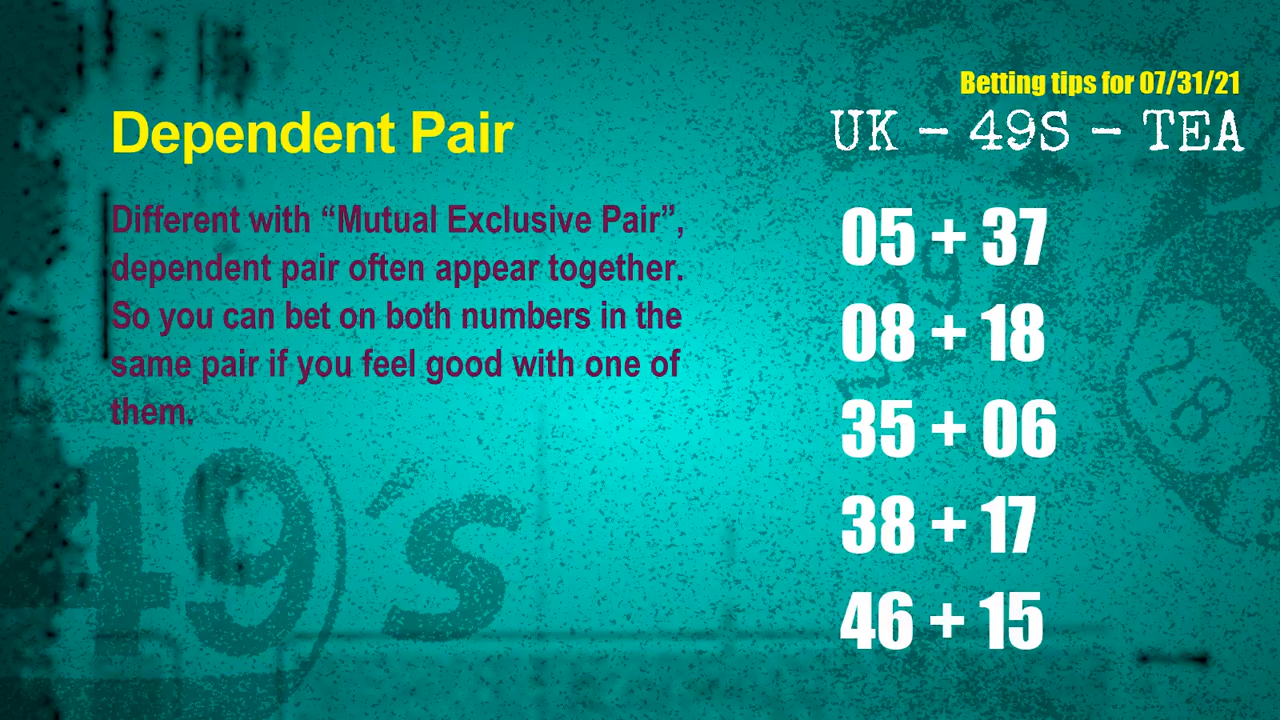 Betting tips for 07/31/21
UK - 49S - TEA
Dependent Pair
Different with “Mutual Exclusive Pair”,
dependent pair often appear together.
So you can bet on both numbers in the
same pair if you feel good with one of
them.
05 + 37
08 + 18
35 + 06
38 + 17
46 + 15
49's
28